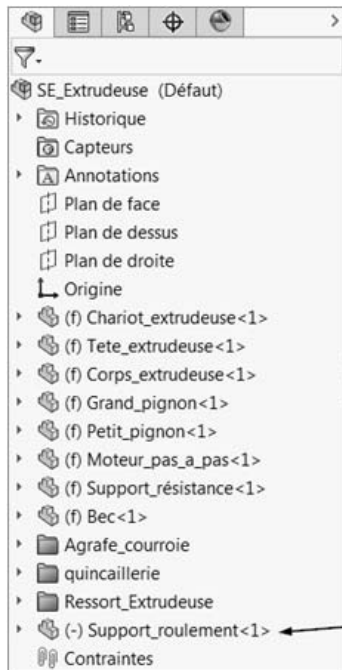 SE_Extrudeuse (Défaut)
Historique
Capteurs
Annotations
Plan de face
Plan de dessus
Plan de droite
Origine
(f) Chariot_extrudeuse<1>
(f) Tete_extrudeuse<1>
(f) Corps_extrudeuse<1>
(f) Grand_pignon<1>
(f) Petit_pignon<1>
(f) Moteur_pas_a_pas<1>
(f) Support_résistance<1>
(f) Bec<1>
Agrafe_courroie
quincaillerie
Ressort_Extrudeuse
(-) Support_roulement<1>
Contraintes